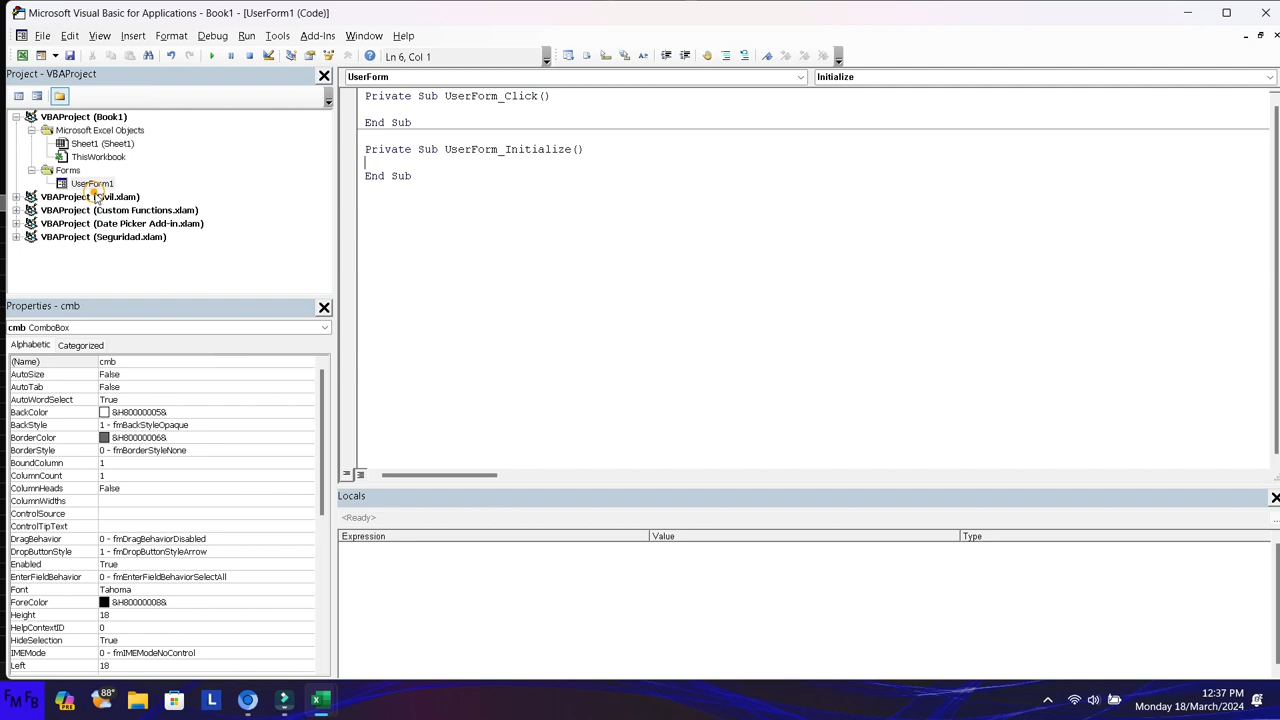 Microsoft Visual Basic for Applications - Book1 - [UserForm1 (Code)]
File Edit View Insert Format Debug Run Tools Add-Ins Window Help
Ln 6, Col 1
Project - VBAProject
UserForm
Initialize
VBAProject (Book1)
Microsoft Excel Objects
Sheet1 (Sheet1)
ThisWorkbook
Forms
UserForm1
VBAProject (Civil.xlam)
VBAProject (Custom Functions.xlam)
VBAProject (Date Picker Add-in.xlam)
VBAProject (Seguridad.xlam)
Private Sub UserForm_Click()
End Sub
Private Sub UserForm_Initialize()
End Sub
Properties - cmb
cmb ComboBox
Alphabetic Categorized
(Name) cmb
AutoSize False
AutoTab False
AutoWordSelect True
BackColor &H80000005&
BackStyle 1 - fmBackStyleOpaque
BorderColor &H80000006&
BorderStyle 0 - fmBorderStyleNone
BoundColumn 1
ColumnCount 1
ColumnHeads False
ColumnWidths
ControlSource
ControlTipText
DragBehavior 0 - fmDragBehaviorDisabled
DropButtonStyle 1 - fmDropButtonStyleArrow
Enabled True
EnterFieldBehavior 0 - fmEnterFieldBehaviorSelectAll
Font Tahoma
ForeColor &H80000008&
Height 18
HelpContextID 0
HideSelection True
IMEMode 0 - fmIMEModeNoControl
Left 18
Locals
<Ready>
Expression Value Type
FM FB
PRO
88°
L
12:37 PM
Monday 18/March/2024